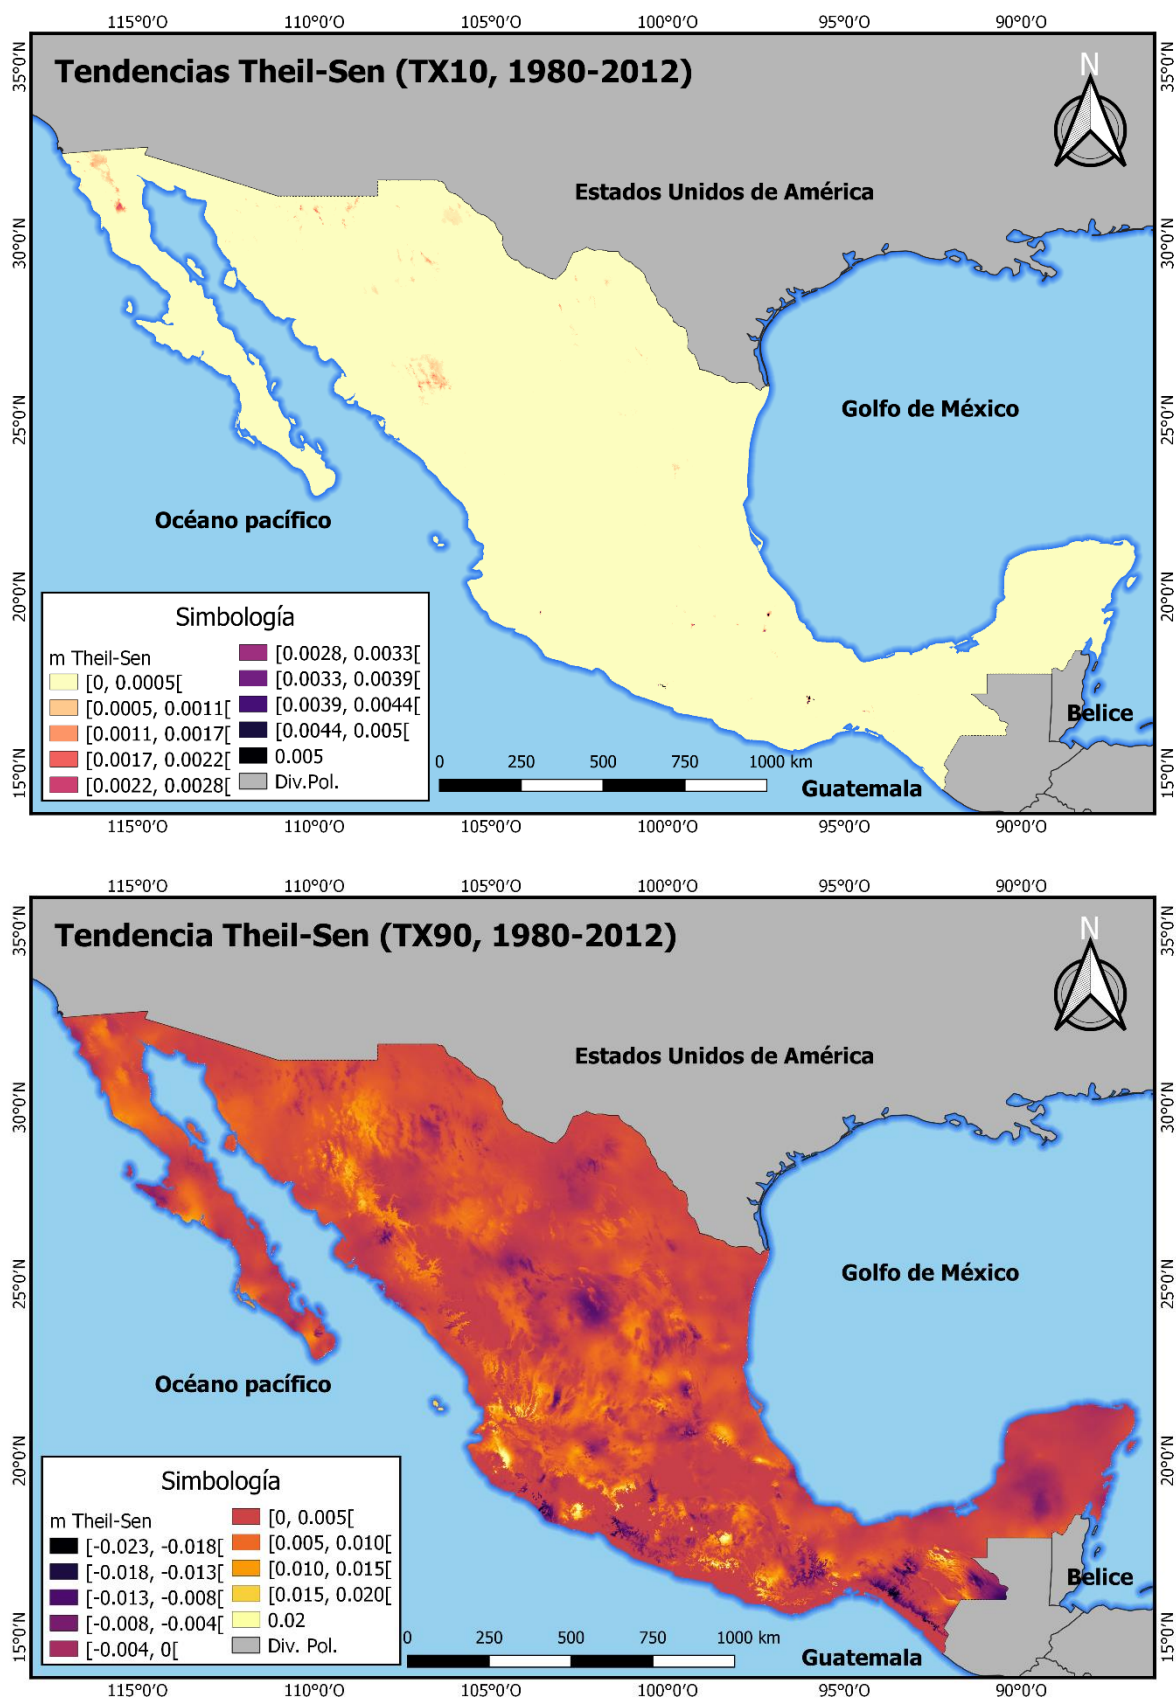 115°0′O 110°0′O 105°0′O 100°0′O 95°0′O 90°0′O
35°0′N
30°0′N
25°0′N
20°0′N
15°0′N
Tendencias Theil-Sen (TX10, 1980-2012)
N
35°0′N
30°0′N
25°0′N
20°0′N
15°0′N
Estados Unidos de América
Golfo de México
Océano pacífico
Belice
Guatemala
Simbología
m Theil-Sen
[0, 0.0005[
[0.0005, 0.0011[
[0.0011, 0.0017[
[0.0017, 0.0022[
[0.0022, 0.0028[
[0.0028, 0.0033[
[0.0033, 0.0039[
[0.0039, 0.0044[
[0.0044, 0.005[
0.005
Div.Pol.
0 250 500 750 1000 km
115°0′O 110°0′O 105°0′O 100°0′O 95°0′O 90°0′O
115°0′O 110°0′O 105°0′O 100°0′O 95°0′O 90°0′O
35°0′N
30°0′N
25°0′N
20°0′N
15°0′N
Tendencia Theil-Sen (TX90, 1980-2012)
N
35°0′N
30°0′N
25°0′N
20°0′N
15°0′N
Estados Unidos de América
Golfo de México
Océano pacífico
Belice
Guatemala
Simbología
m Theil-Sen
[-0.023, -0.018[
[-0.018, -0.013[
[-0.013, -0.008[
[-0.008, -0.004[
[-0.004, 0[
[0, 0.005[
[0.005, 0.010[
[0.010, 0.015[
[0.015, 0.020[
0.02
Div. Pol.
0 250 500 750 1000 km
115°0′O 110°0′O 105°0′O 100°0′O 95°0′O 90°0′O